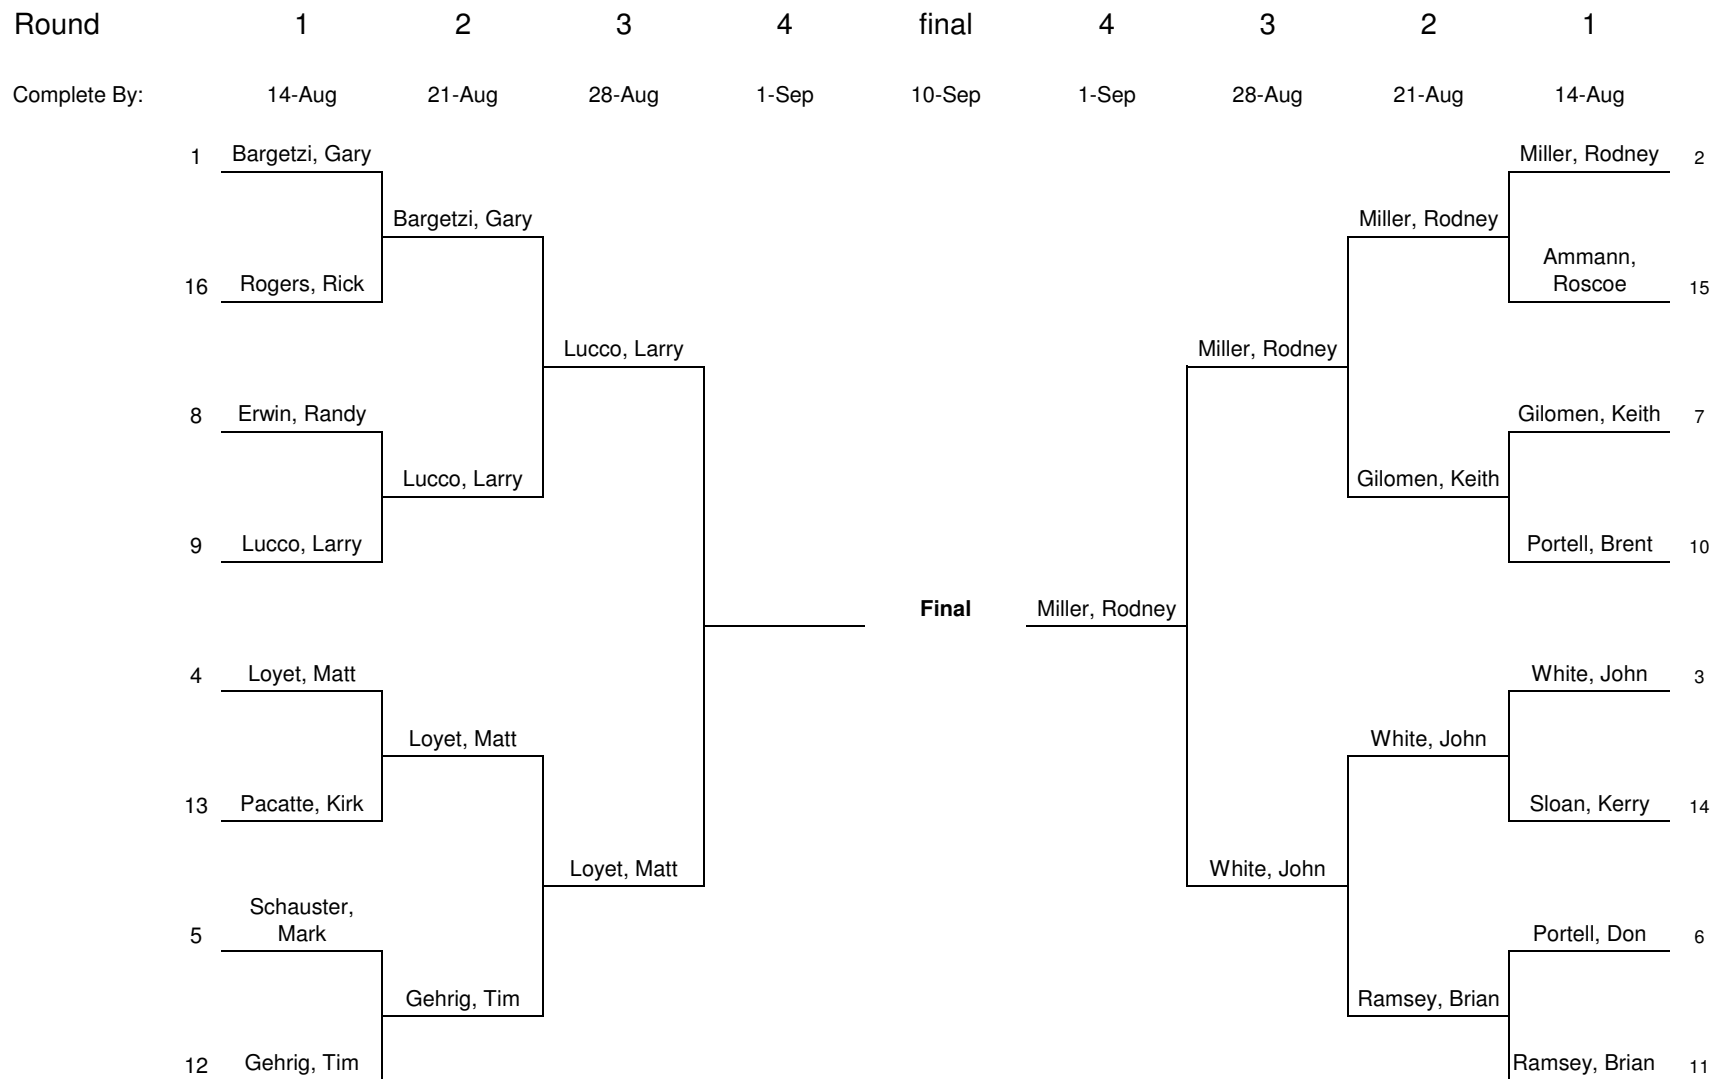 Round 1 2 3 4 final 4 3 2 1
Complete By: 14-Aug 21-Aug 28-Aug 1-Sep 10-Sep 1-Sep 28-Aug 21-Aug 14-Aug
1 Bargetzi, Gary Miller, Rodney 2
Bargetzi, Gary Miller, Rodney
Ammann,
16 Rogers, Rick Roscoe 15
Lucco, Larry Miller, Rodney
8 Erwin, Randy Gilomen, Keith 7
Lucco, Larry Gilomen, Keith
9 Lucco, Larry Portell, Brent 10
Final Miller, Rodney
4 Loyet, Matt White, John 3
Loyet, Matt White, John
13 Pacatte, Kirk Sloan, Kerry 14
Loyet, Matt White, John
Schauster,
5 Mark Portell, Don 6
Gehrig, Tim Ramsey, Brian
12 Gehrig, Tim Ramsey, Brian 11